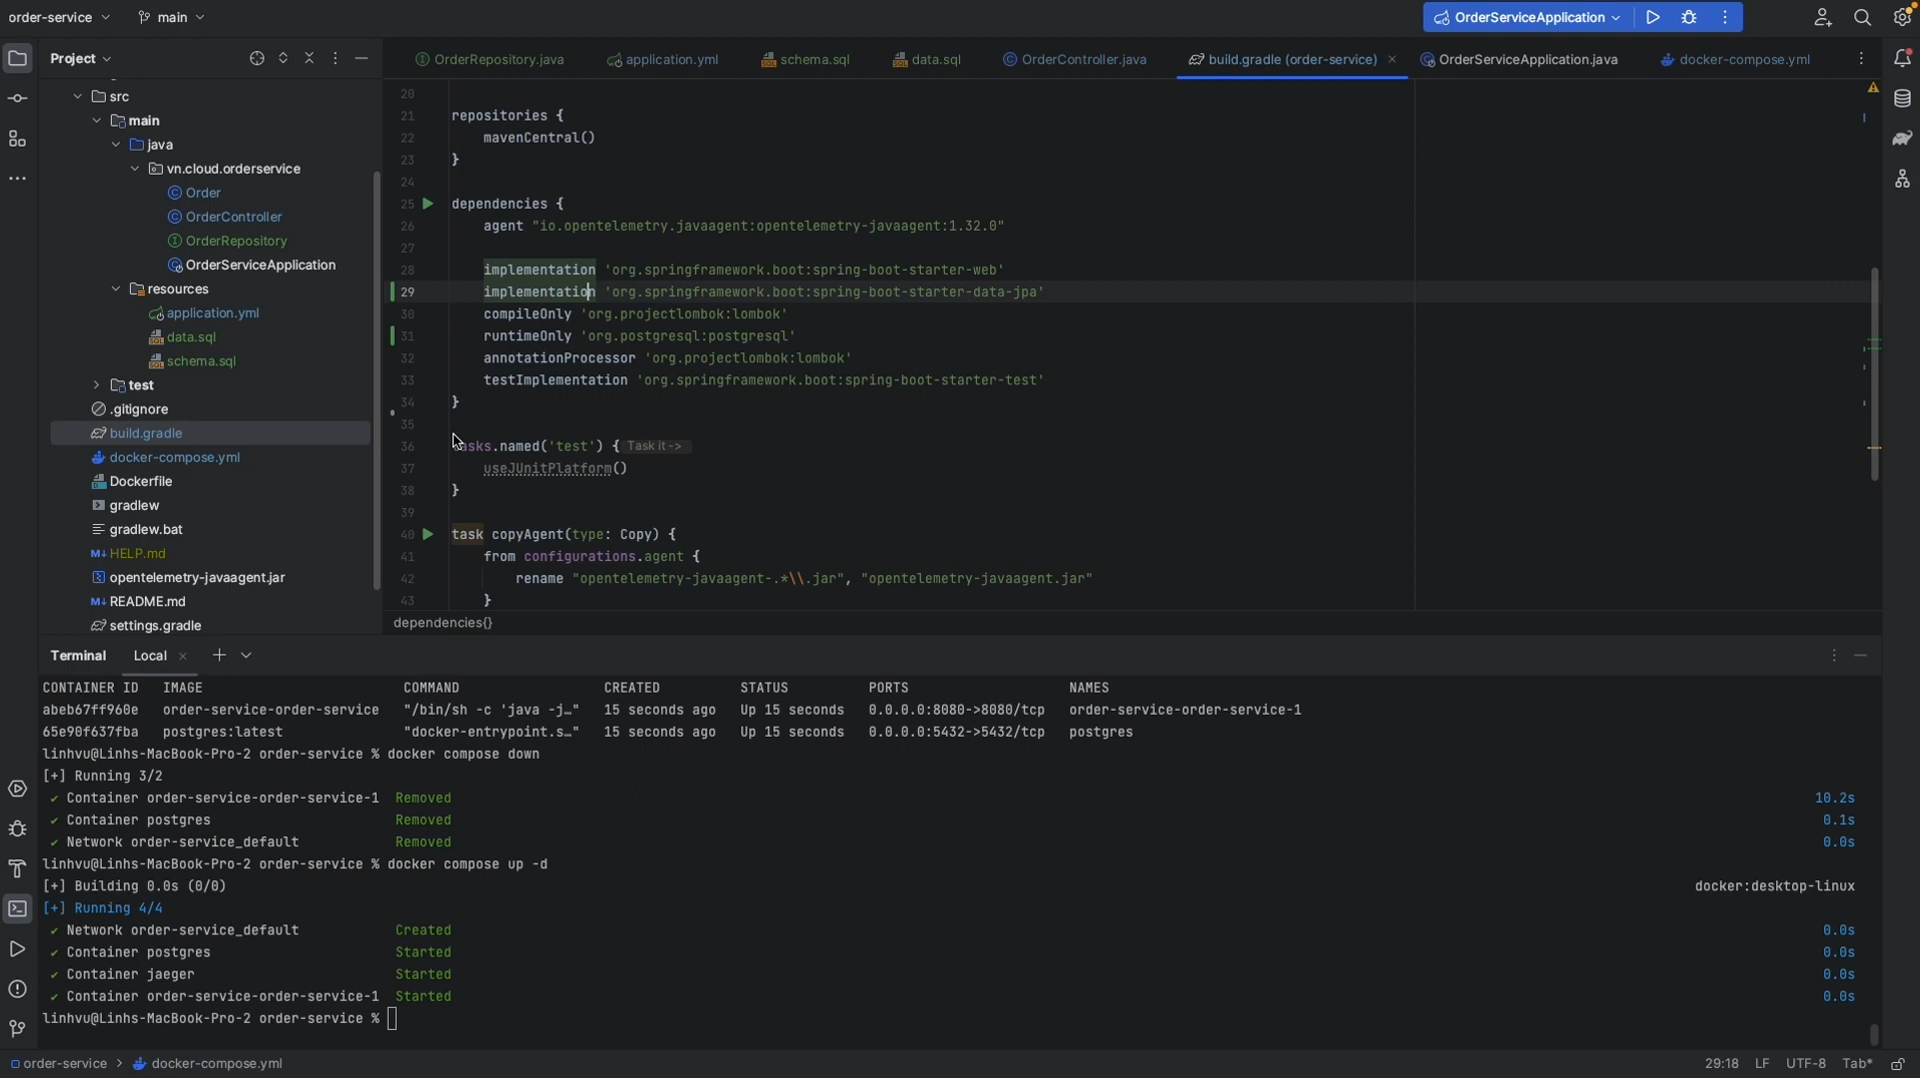 order-service
main
OrderServiceApplication
Project
OrderRepository.java
application.yml
schema.sql
data.sql
OrderController.java
build.gradle (order-service)
OrderServiceApplication.java
docker-compose.yml
src
main
java
vn.cloud.orderservice
Order
OrderController
OrderRepository
OrderServiceApplication
resources
application.yml
data.sql
schema.sql
test
.gitignore
build.gradle
docker-compose.yml
Dockerfile
gradlew
gradlew.bat
M↓ HELP.md
opentelemetry-javaagent.jar
M↓ README.md
settings.gradle
20
21 repositories {
22 mavenCentral()
23 }
24
25 dependencies {
26 agent "io.opentelemetry.javaagent:opentelemetry-javaagent:1.32.0"
27
28 implementation 'org.springframework.boot:spring-boot-starter-web'
29 implementation 'org.springframework.boot:spring-boot-starter-data-jpa'
30 compileOnly 'org.projectlombok:lombok'
31 runtimeOnly 'org.postgresql:postgresql'
32 annotationProcessor 'org.projectlombok:lombok'
33 testImplementation 'org.springframework.boot:spring-boot-starter-test'
34 }
35
36 tasks.named('test') { Task it ->
37 useJUnitPlatform()
38 }
39
40 task copyAgent(type: Copy) {
41 from configurations.agent {
42 rename "opentelemetry-javaagent-.*\\.jar", "opentelemetry-javaagent.jar"
43 }
dependencies{}
Terminal Local
CONTAINER ID IMAGE COMMAND CREATED STATUS PORTS NAMES
abeb67ff960e order-service-order-service "/bin/sh -c 'java -j…" 15 seconds ago Up 15 seconds 0.0.0.0:8080->8080/tcp order-service-order-service-1
65e90f637fba postgres:latest "docker-entrypoint.s…" 15 seconds ago Up 15 seconds 0.0.0.0:5432->5432/tcp postgres
linhvu@Linhs-MacBook-Pro-2 order-service % docker compose down
[+] Running 3/2
✔ Container order-service-order-service-1 Removed 10.2s
✔ Container postgres Removed 0.1s
✔ Network order-service_default Removed 0.0s
linhvu@Linhs-MacBook-Pro-2 order-service % docker compose up -d
[+] Building 0.0s (0/0) docker:desktop-linux
[+] Running 4/4
✔ Network order-service_default Created 0.0s
✔ Container postgres Started 0.0s
✔ Container jaeger Started 0.0s
✔ Container order-service-order-service-1 Started 0.0s
linhvu@Linhs-MacBook-Pro-2 order-service %
order-service > docker-compose.yml
29:18 LF UTF-8 Tab*